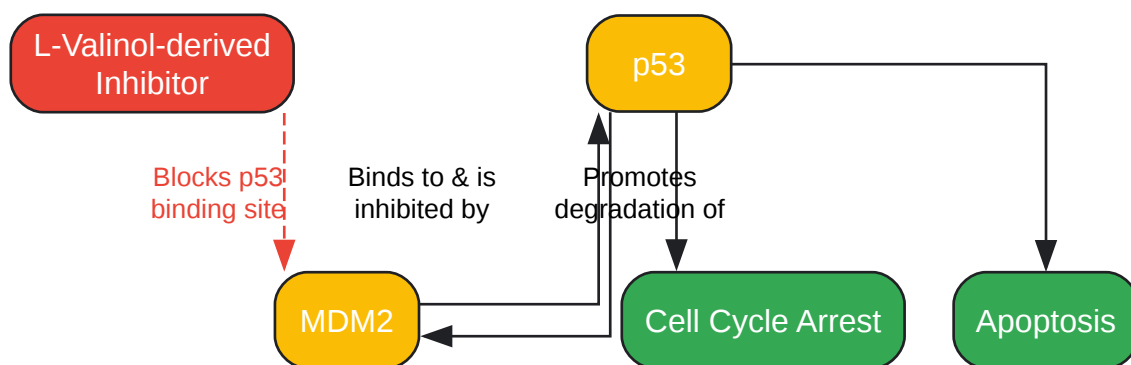 L-Valinol-derived
Inhibitor
p53
Blocks p53
binding site
Binds to & is
inhibited by
Promotes
degradation of
MDM2
Cell Cycle Arrest
Apoptosis